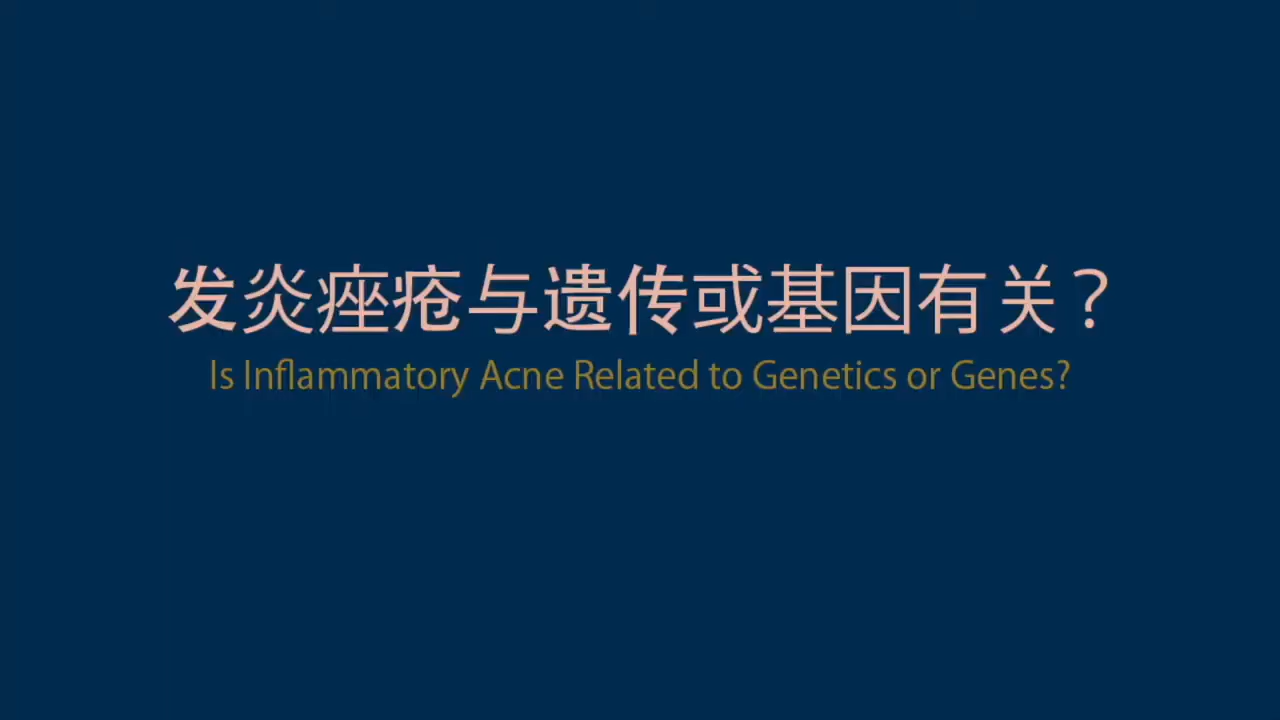 发炎痤疮与遗传或基因有关？
Is Inflammatory Acne Related to Genetics or Genes?